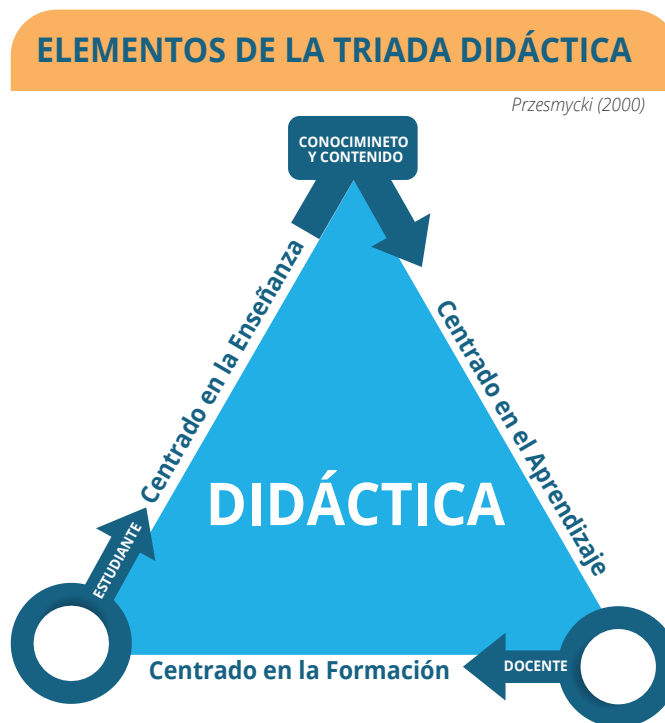 ELEMENTOS DE LA TRIADA DIDÁCTICA
Przesmycki (2000)
CONOCIMINETO
Y CONTENIDO
Centrado en la Enseñanza
Centrado en el Aprendizaje
DIDÁCTICA
ESTUDIANTE
Centrado en la Formación
DOCENTE